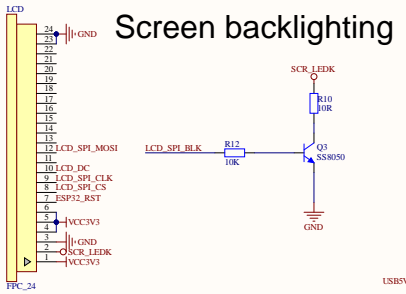 LCD
Screen backlighting
24
23
GND
22
21
20
19
18
17
16
15
14
13
12 LCD_SPI_MOSI
11
10 LCD_DC
9 LCD_SPI_CLK
8 LCD_SPI_CS
7 ESP32_RST
6
5 VCC3V3
4
3 GND
2 SCR_LEDK
1 VCC3V3
FPC_24
SCR_LEDK
R10
10R
LCD_SPI_BLK
R12
10K
Q3
SS8050
GND
USB5V